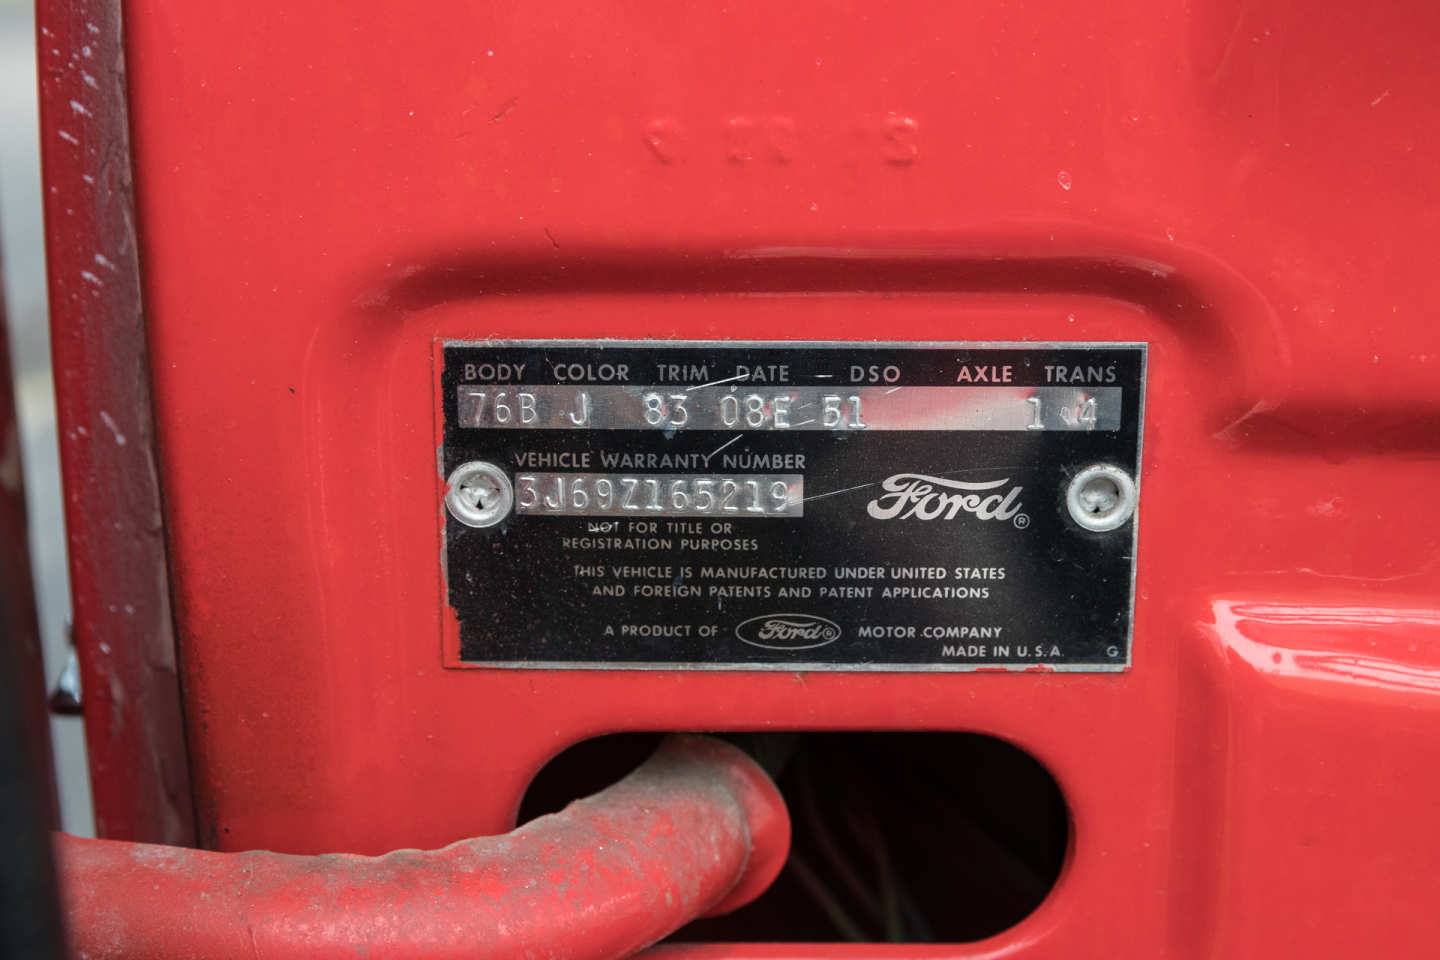 BODY COLOR TRIM DATE DSO AXLE TRANS
76B J 83 08E 51 1 4
VEHICLE WARRANTY NUMBER
3J69Z165219
Ford®
NOT FOR TITLE OR
REGISTRATION PURPOSES
THIS VEHICLE IS MANUFACTURED UNDER UNITED STATES
AND FOREIGN PATENTS AND PATENT APPLICATIONS
A PRODUCT OF Ford® MOTOR COMPANY
MADE IN U.S.A. G